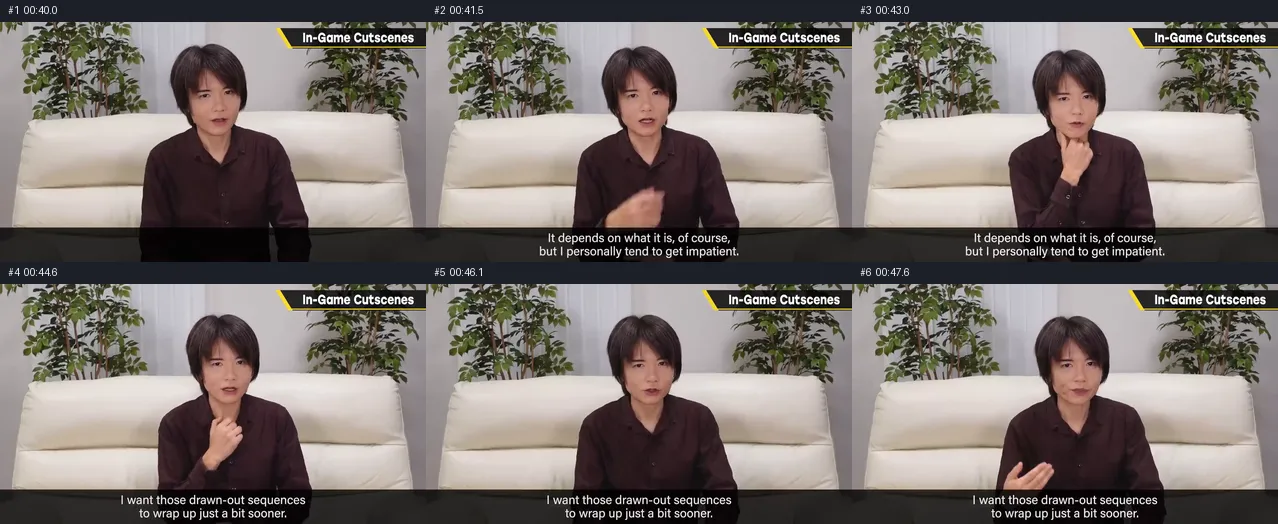 #1 00:40.0
In-Game Cutscenes
#2 00:41.5
In-Game Cutscenes
It depends on what it is, of course,
but I personally tend to get impatient.
#3 00:43.0
In-Game Cutscenes
It depends on what it is, of course,
but I personally tend to get impatient.
#4 00:44.6
In-Game Cutscenes
I want those drawn-out sequences
to wrap up just a bit sooner.
#5 00:46.1
In-Game Cutscenes
I want those drawn-out sequences
to wrap up just a bit sooner.
#6 00:47.6
In-Game Cutscenes
I want those drawn-out sequences
to wrap up just a bit sooner.